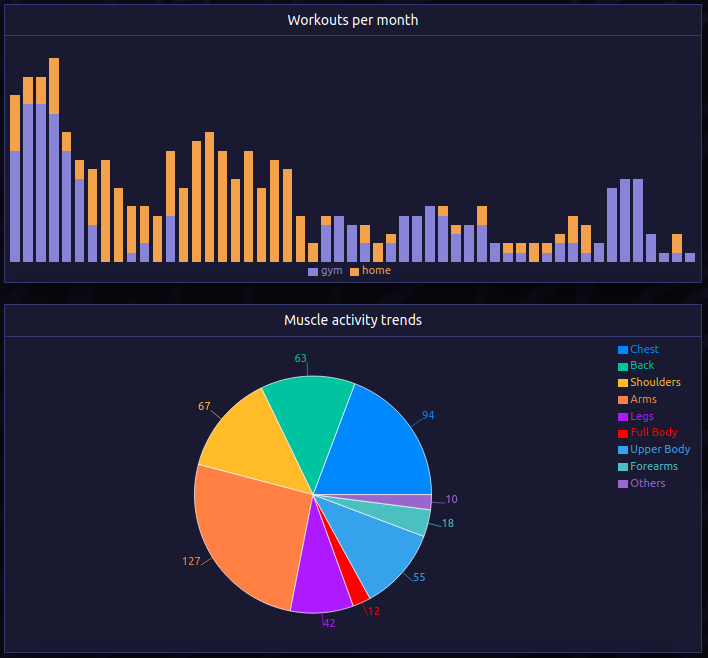 Workouts per month
gym home
Muscle activity trends
Chest
Back
Shoulders
Arms
Legs
Full Body
Upper Body
Forearms
Others
63
94
67
10
18
127
55
12
42